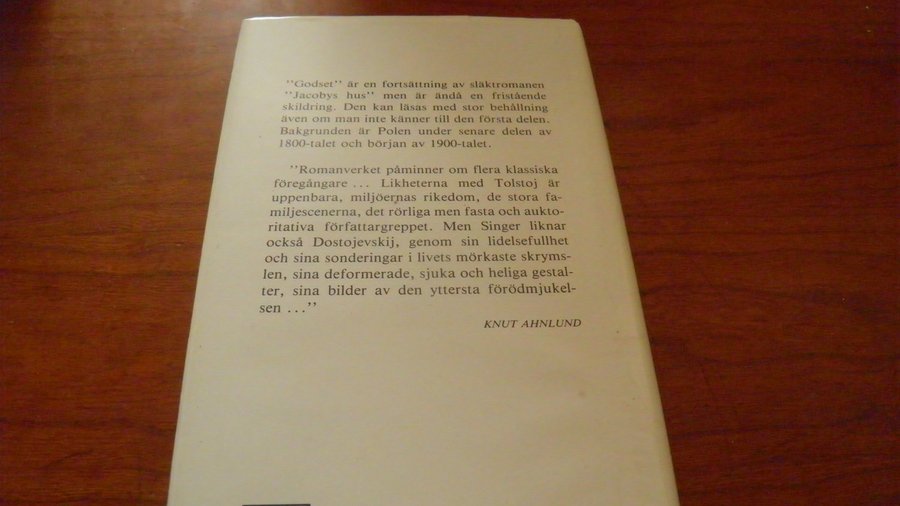 "Godset" är en fortsättning av släktromanen
"Jacobys hus" men är ändå en fristående
skildring. Den kan läsas med stor behållning
även om man inte känner till den första delen.
Bakgrunden är Polen under senare delen av
1800-talet och början av 1900-talet.
"Romanverket påminner om flera klassiska
föregångare ... Likheterna med Tolstoj är
uppenbara, miljöernas rikedom, de stora fa-
miljescenerna, det rörliga men fasta och aukto-
ritativa författargreppet. Men Singer liknar
också Dostojevskij, genom sin lidelsefullhet
och sina sonderingar i livets mörkaste skryms-
len, sina deformerade, sjuka och heliga gestal-
ter, sina bilder av den yttersta förödmjukel-
sen ..."
KNUT AHNLUND